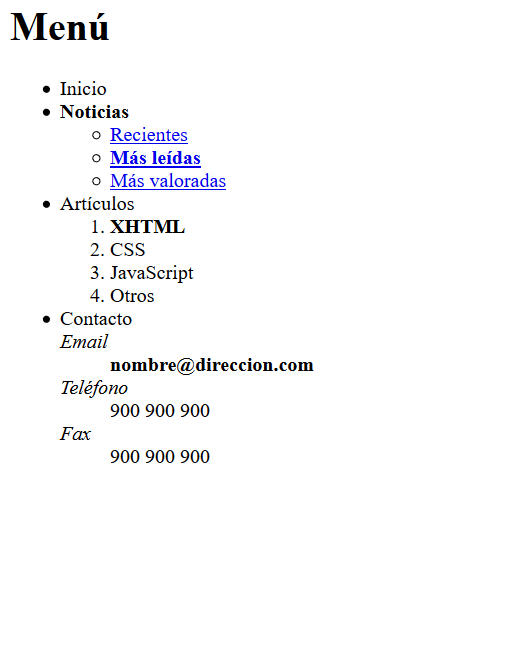 Menú
Inicio
Noticias
Recientes
Más leídas
Más valoradas
Artículos
1. XHTML
2. CSS
3. JavaScript
4. Otros
Contacto
Email
nombre@direccion.com
Teléfono
900 900 900
Fax
900 900 900